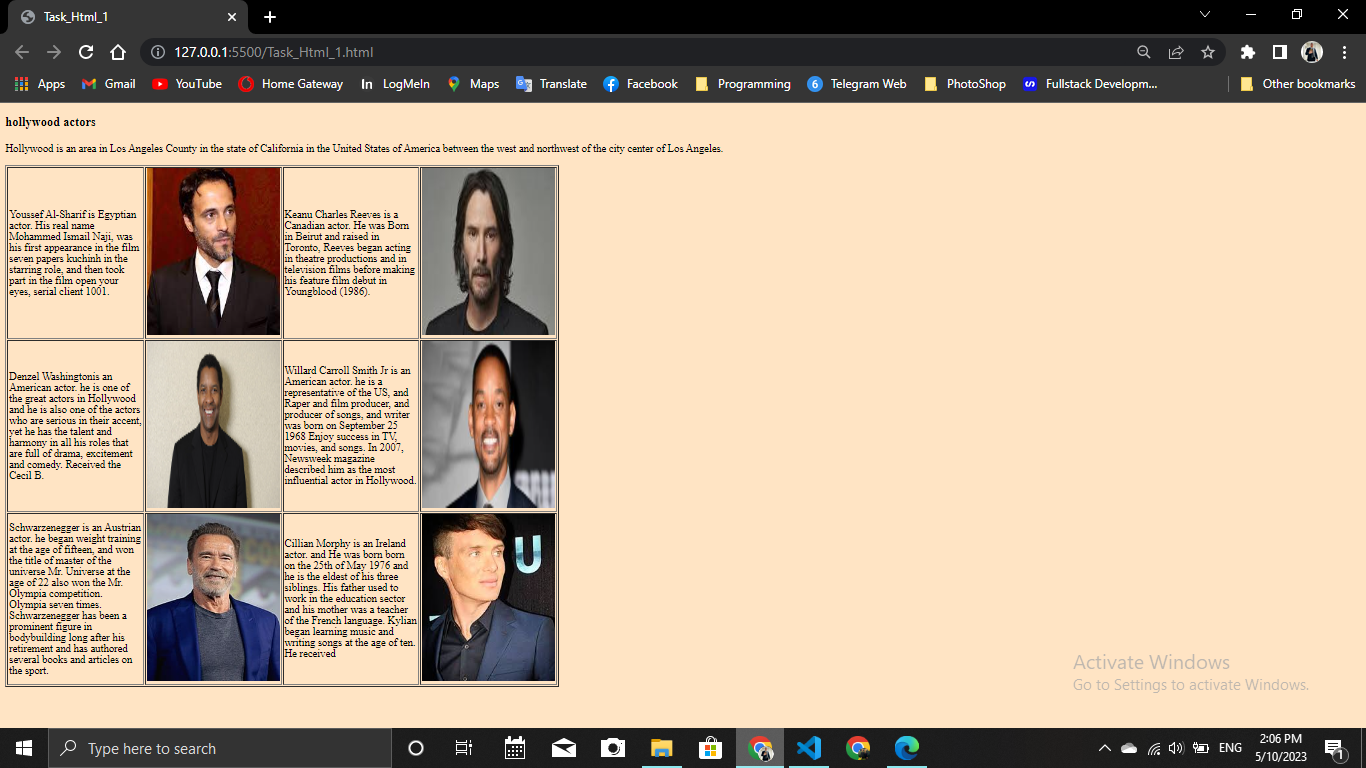 Task_Html_1
127.0.0.1:5500/Task_Html_1.html
Apps
Gmail
YouTube
Home Gateway
In
LogMeIn
Maps
Translate
Facebook
Programming
6
Telegram Web
PhotoShop
Fullstack Developm...
Other bookmarks
hollywood actors
Hollywood is an area in Los Angeles County in the state of California in the United States of America between the west and northwest of the city center of Los Angeles.
Youssef Al-Sharif is Egyptian
actor. His real name
Mohammed Ismail Naji, was
his first appearance in the film
seven papers kuchinh in the
starring role, and then took
part in the film open your
eyes, serial client 1001.
Keanu Charles Reeves is a
Canadian actor. He was Born
in Beirut and raised in
Toronto, Reeves began acting
in theatre productions and in
television films before making
his feature film debut in
Youngblood (1986).
Denzel Washingtonis an
American actor. he is one of
the great actors in Hollywood
and he is also one of the actors
who are serious in their accent,
yet he has the talent and
harmony in all his roles that
are full of drama, excitement
and comedy. Received the
Cecil B.
Willard Carroll Smith Jr is an
American actor. he is a
representative of the US, and
Raper and film producer, and
producer of songs, and writer
was born on September 25
1968 Enjoy success in TV,
movies, and songs. In 2007,
Newsweek magazine
described him as the most
influential actor in Hollywood.
Schwarzenegger is an Austrian
actor. he began weight training
at the age of fifteen, and won
the title of master of the
universe Mr. Universe at the
age of 22 also won the Mr.
Olympia competition.
Olympia seven times.
Schwarzenegger has been a
prominent figure in
bodybuilding long after his
retirement and has authored
several books and articles on
the sport.
Cillian Morphy is an Ireland
actor. and He was born born
on the 25th of May 1976 and
he is the eldest of his three
siblings. His father used to
work in the education sector
and his mother was a teacher
of the French language. Kylian
began learning music and
writing songs at the age of ten.
He received
U
Activate Windows
Go to Settings to activate Windows.
Type here to search
ENG
2:06 PM
5/10/2023
1